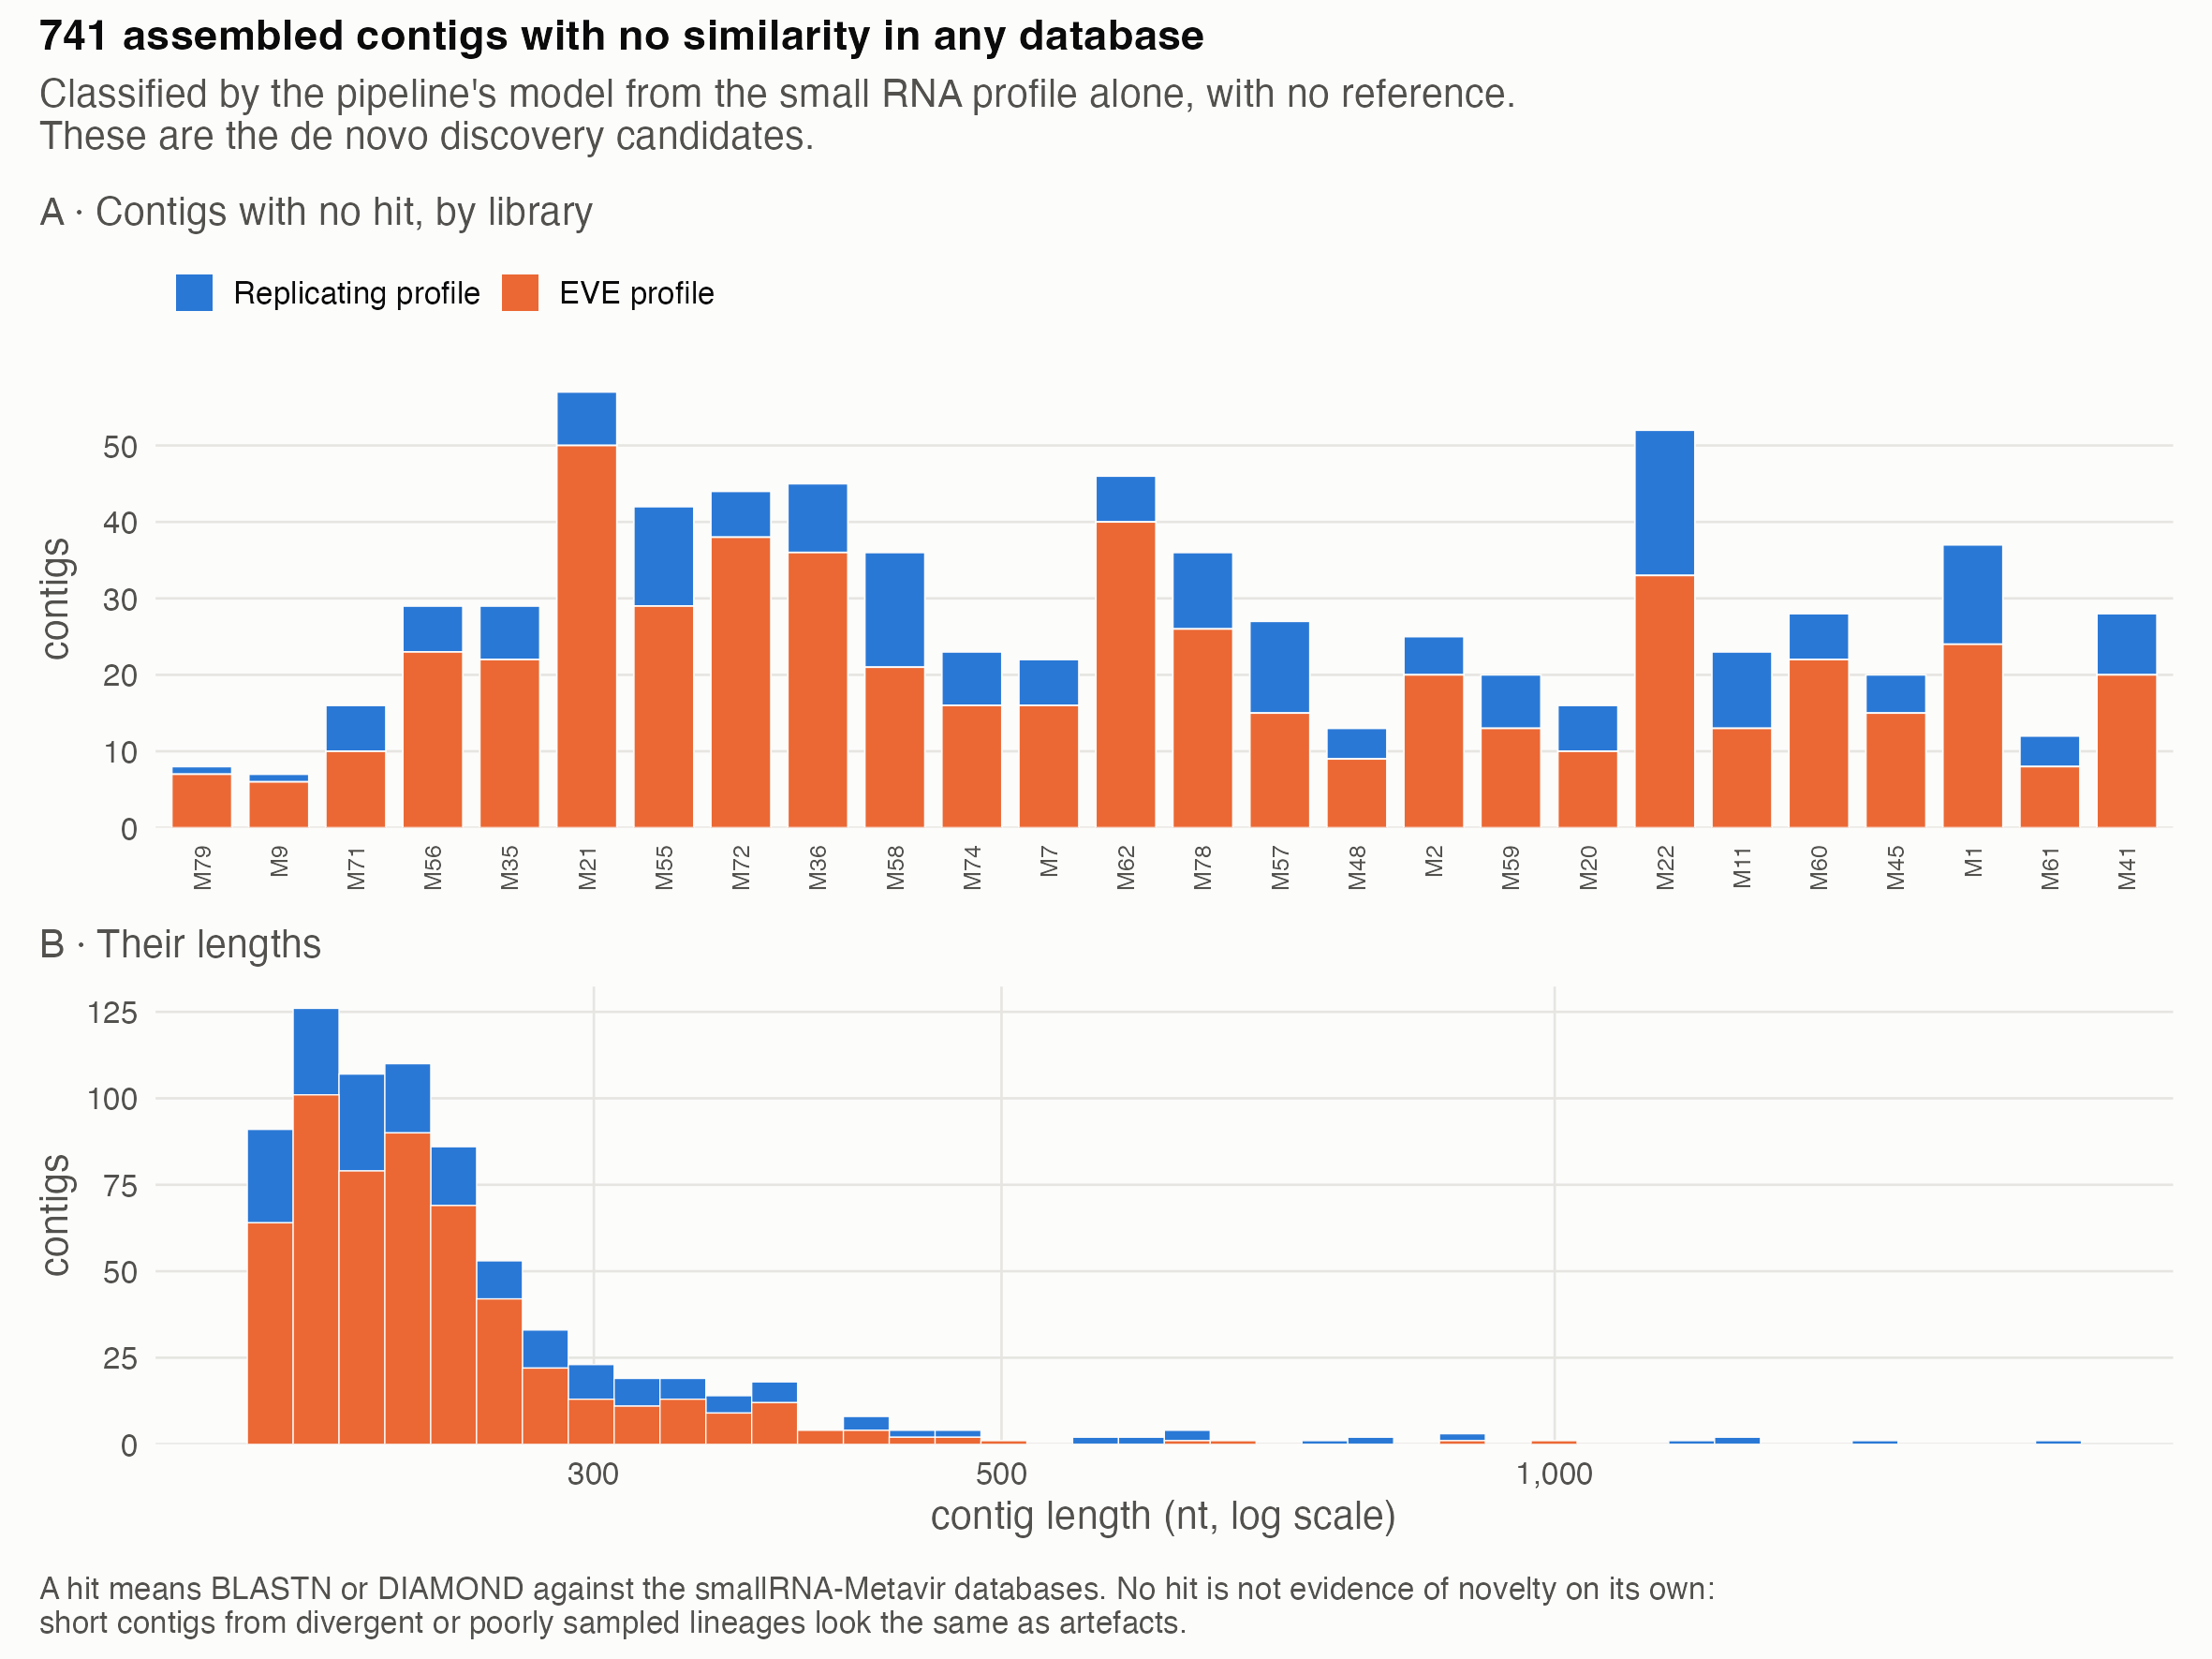 741 assembled contigs with no similarity in any database
Classified by the pipeline's model from the small RNA profile alone, with no reference.
These are the de novo discovery candidates.
A · Contigs with no hit, by library
Replicating profile
EVE profile
contigs
50
40
30
20
10
0
M79
M9
M71
M56
M35
M21
M55
M72
M36
M58
M74
M7
M62
M78
M57
M48
M2
M59
M20
M22
M11
M60
M45
M1
M61
M41
B · Their lengths
contigs
125
100
75
50
25
0
300
500
1,000
contig length (nt, log scale)
A hit means BLASTN or DIAMOND against the smallRNA-Metavir databases. No hit is not evidence of novelty on its own:
short contigs from divergent or poorly sampled lineages look the same as artefacts.